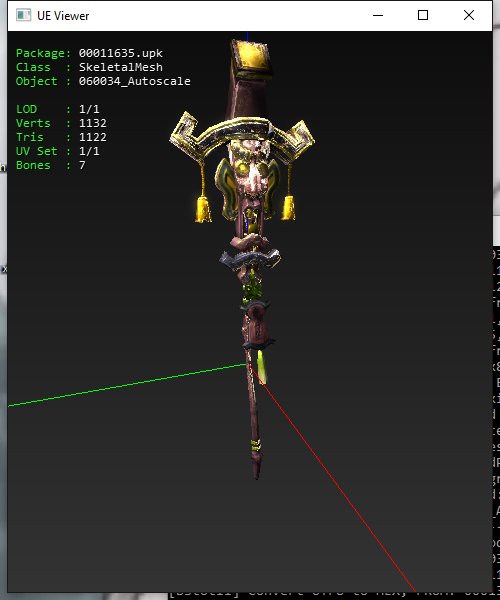 UE Viewer
Package: 00011635.upk
Class : SkeletalMesh
Object : 060034_Autoscale
LOD : 1/1
Verts : 1132
Tris : 1122
UV Set : 1/1
Bones : 7